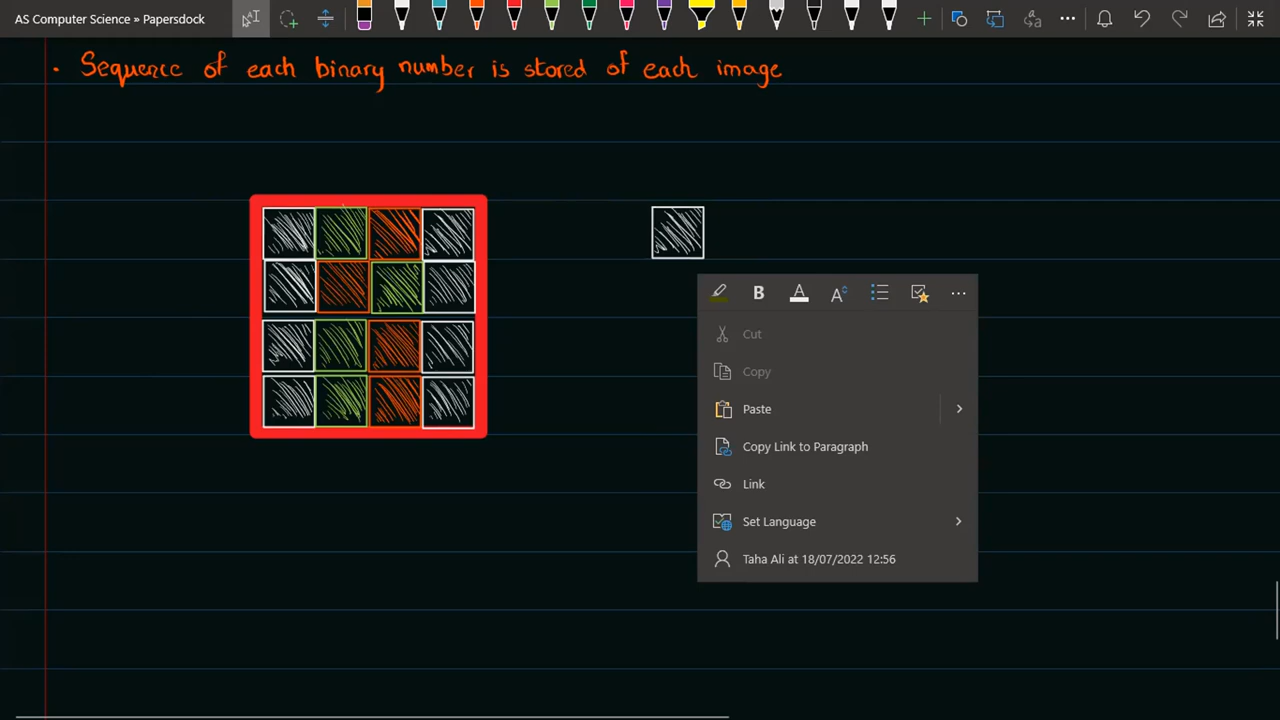 AS Computer Science » Papersdock
• Sequence of each binary number is stored of each image
Cut
Copy
Paste
Copy Link to Paragraph
Link
Set Language
Taha Ali at 18/07/2022 12:56